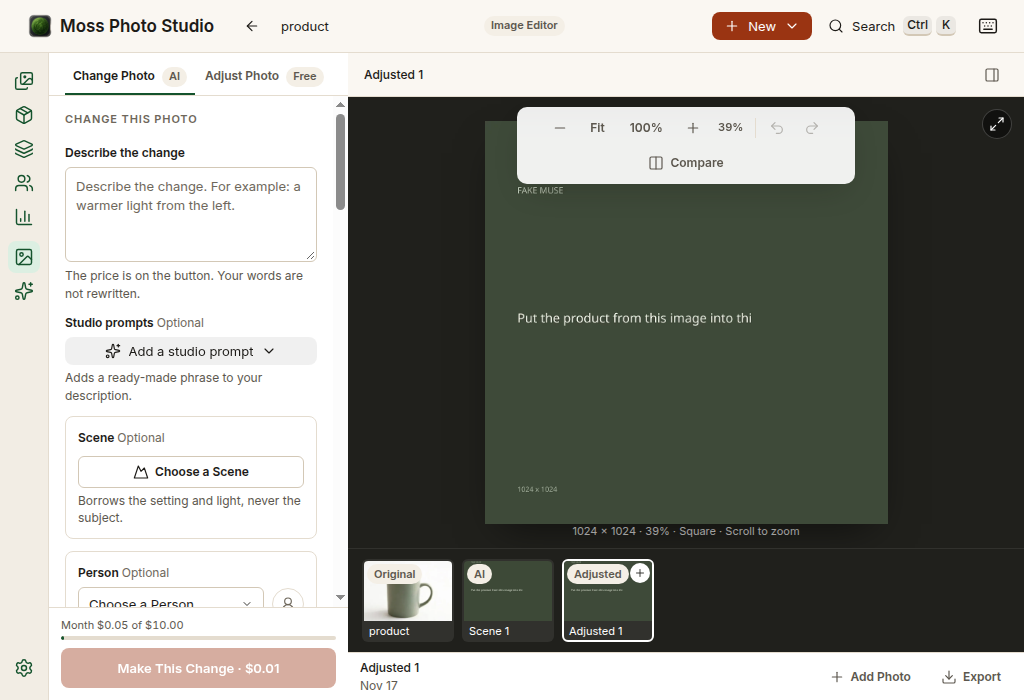 Moss Photo Studio
product
Image Editor
New
Search Ctrl K
Change Photo AI
Adjust Photo Free
Adjusted 1
CHANGE THIS PHOTO
Describe the change
Describe the change. For example: a
warmer light from the left.
The price is on the button. Your words are
not rewritten.
Studio prompts Optional
Add a studio prompt
Adds a ready-made phrase to your
description.
Scene Optional
Choose a Scene
Borrows the setting and light, never the
subject.
Person Optional
Choose a Person
Month $0.05 of $10.00
Make This Change · $0.01
Fit 100% 39%
Compare
FAKE MUSE
Put the product from this image into thi
1024 x 1024
1024 × 1024 · 39% · Square · Scroll to zoom
Original
product
AI
Scene 1
Adjusted
Adjusted 1
Adjusted 1
Nov 17
Add Photo
Export